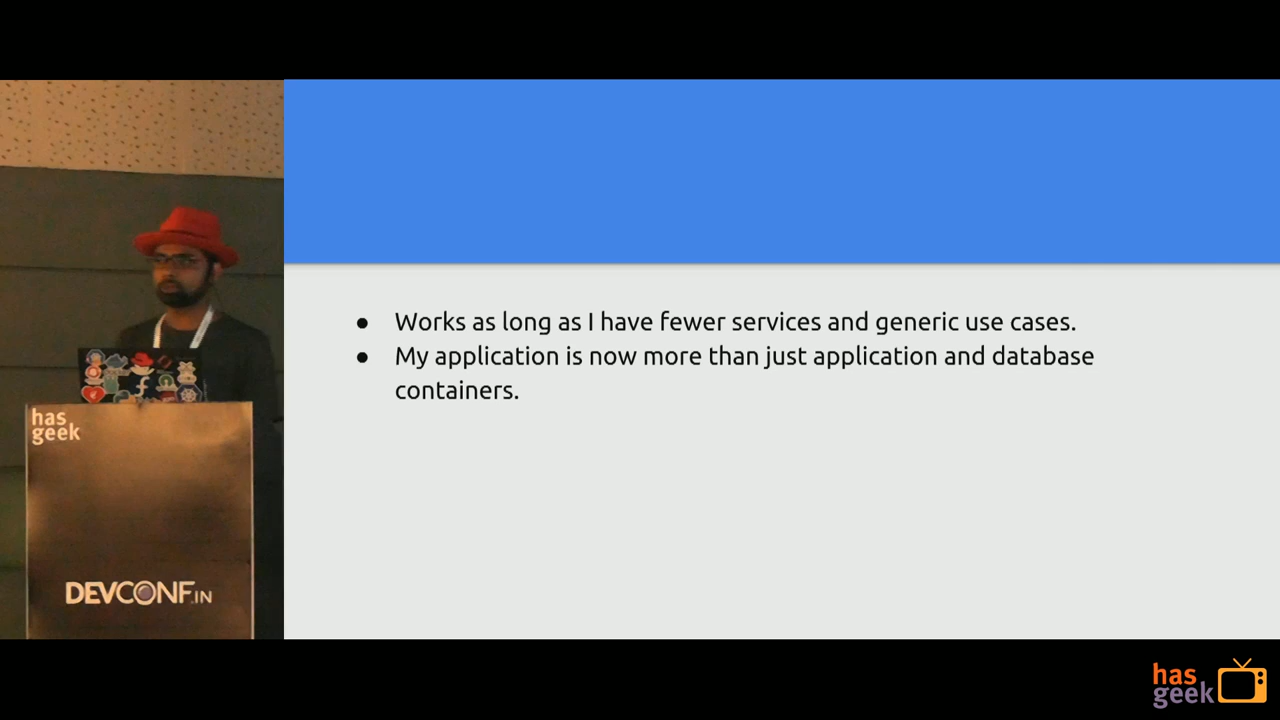 ● Works as long as I have fewer services and generic use cases.
● My application is now more than just application and database
containers.
has
geek
DEVCONF.IN
has
geek